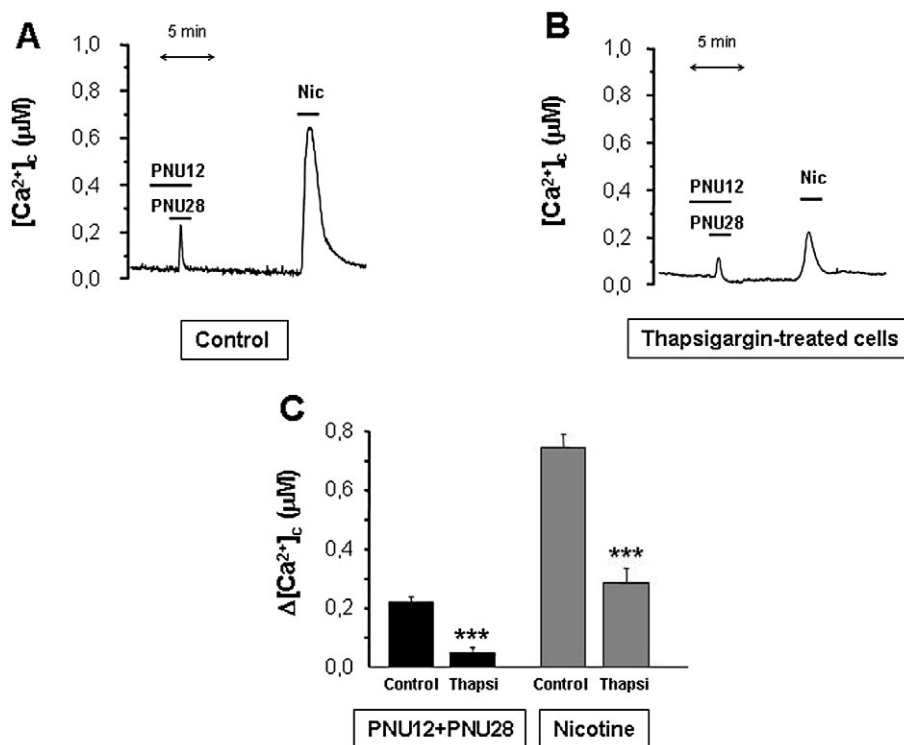 A
[Ca²⁺]c (μM)
1,0
0,8
0,6
0,4
0,2
0,0
5 min
PNU12
PNU28
Nic
Control
B
[Ca²⁺]c (μM)
1,0
0,8
0,6
0,4
0,2
0,0
5 min
PNU12
PNU28
Nic
Thapsigargin-treated cells
C
Δ[Ca²⁺]c (μM)
0,8
0,6
0,4
0,2
0,0
***
***
Control Thapsi Control Thapsi
PNU12+PNU28 Nicotine